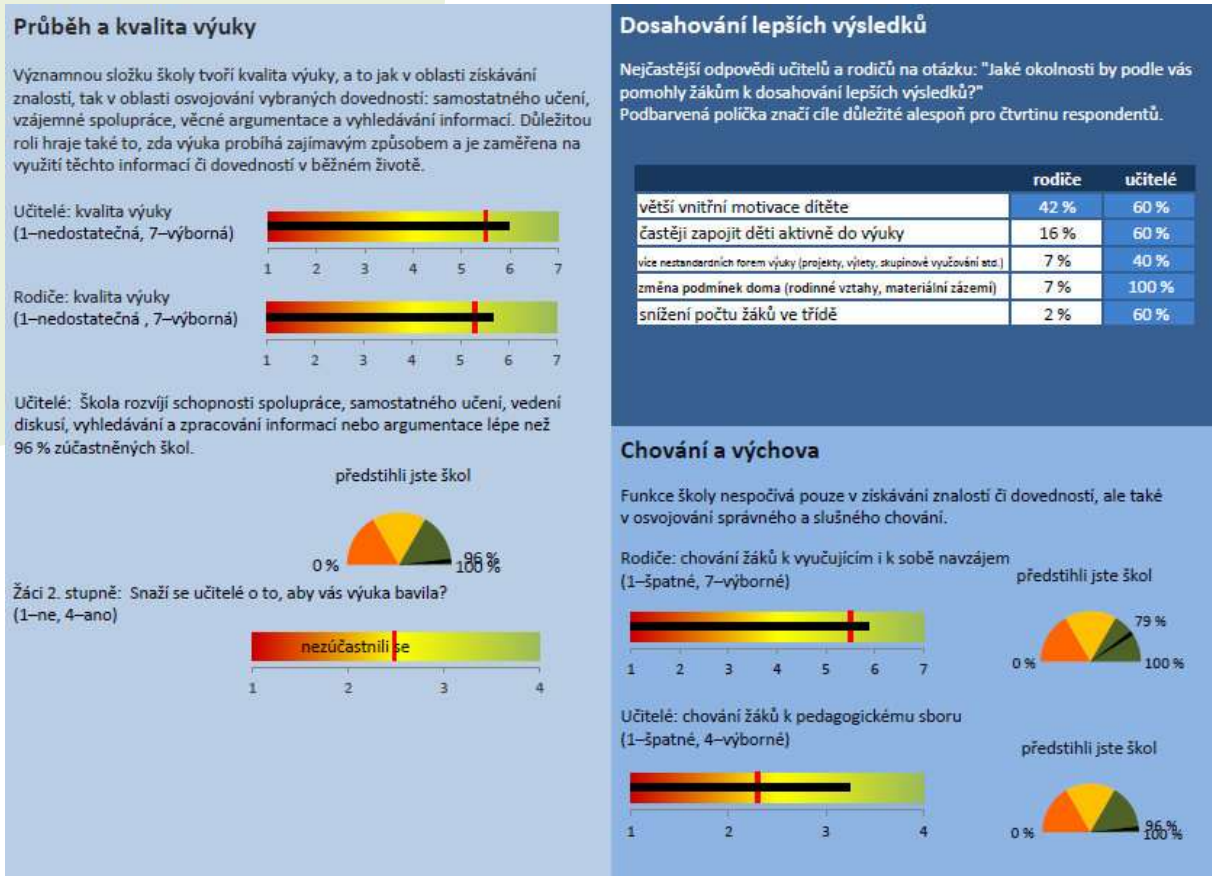 Průběh a kvalita výuky
Významnou složku školy tvoří kvalita výuky, a to jak v oblasti získávání
znalostí, tak v oblasti osvojování vybraných dovedností: samostatného učení,
vzájemné spolupráce, věcné argumentace a vyhledávání informací. Důležitou
roli hraje také to, zda výuka probíhá zajímavým způsobem a je zaměřena na
využití těchto informací či dovedností v běžném životě.
Učitelé: kvalita výuky
(1–nedostatečná, 7–výborná)
1 2 3 4 5 6 7
Rodiče: kvalita výuky
(1–nedostatečná , 7–výborná)
1 2 3 4 5 6 7
Učitelé: Škola rozvíjí schopnosti spolupráce, samostatného učení, vedení
diskusí, vyhledávání a zpracování informací nebo argumentace lépe než
96 % zúčastněných škol.
předstihli jste škol
96 %
0 % 100 %
Žáci 2. stupně: Snaží se učitelé o to, aby vás výuka bavila?
(1–ne, 4–ano)
nezúčastnili se
1 2 3 4
Dosahování lepších výsledků
Nejčastější odpovědi učitelů a rodičů na otázku: "Jaké okolnosti by podle vás
pomohly žákům k dosahování lepších výsledků?"
Podbarvená políčka značí cíle důležité alespoň pro čtvrtinu respondentů.
rodiče učitelé
větší vnitřní motivace dítěte 42 % 60 %
častěji zapojit děti aktivně do výuky 16 % 60 %
více nestandardních forem výuky (projekty, výlety, skupinové vyučování atd.) 7 % 40 %
změna podmínek doma (rodinné vztahy, materiální zázemí) 7 % 100 %
snížení počtu žáků ve třídě 2 % 60 %
Chování a výchova
Funkce školy nespočívá pouze v získávání znalostí či dovedností, ale také
v osvojování správného a slušného chování.
Rodiče: chování žáků k vyučujícím i k sobě navzájem
(1–špatné, 7–výborné)
1 2 3 4 5 6 7
předstihli jste škol
79 %
0 % 100 %
Učitelé: chování žáků k pedagogickému sboru
(1–špatné, 4–výborné)
1 2 3 4
předstihli jste škol
96 %
0 % 100 %